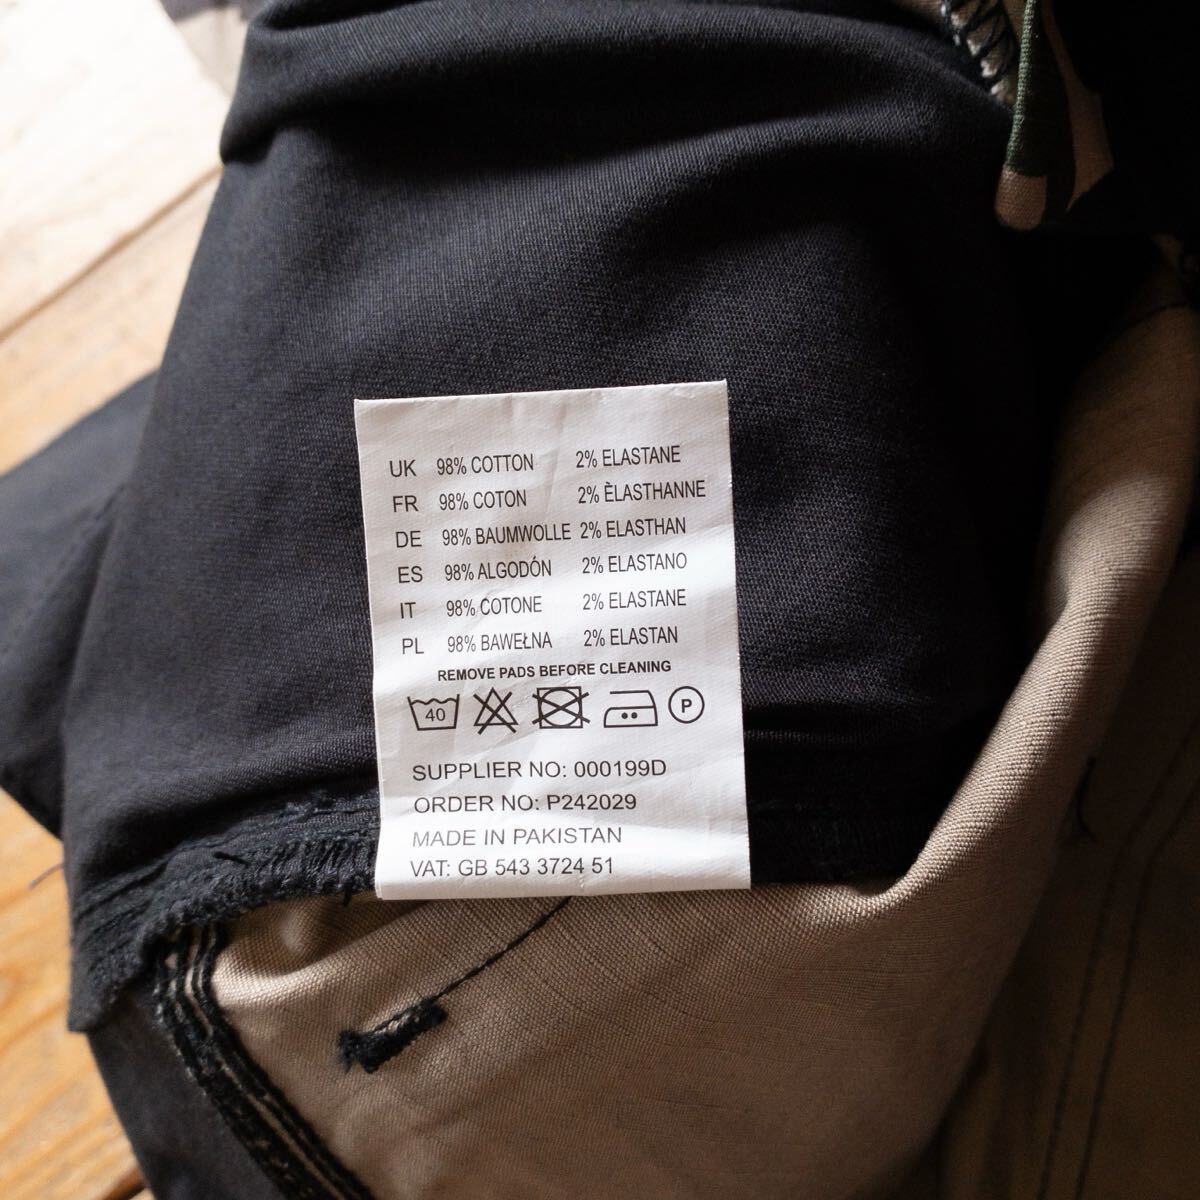 UK 98% COTTON 2% ELASTANE
FR 98% COTON 2% ÈLASTHANNE
DE 98% BAUMWOLLE 2% ELASTHAN
ES 98% ALGODÓN 2% ELASTANO
IT 98% COTONE 2% ELASTANE
PL 98% BAWEŁNA 2% ELASTAN
REMOVE PADS BEFORE CLEANING
40 P
SUPPLIER NO: 000199D
ORDER NO: P242029
MADE IN PAKISTAN
VAT: GB 543 3724 51